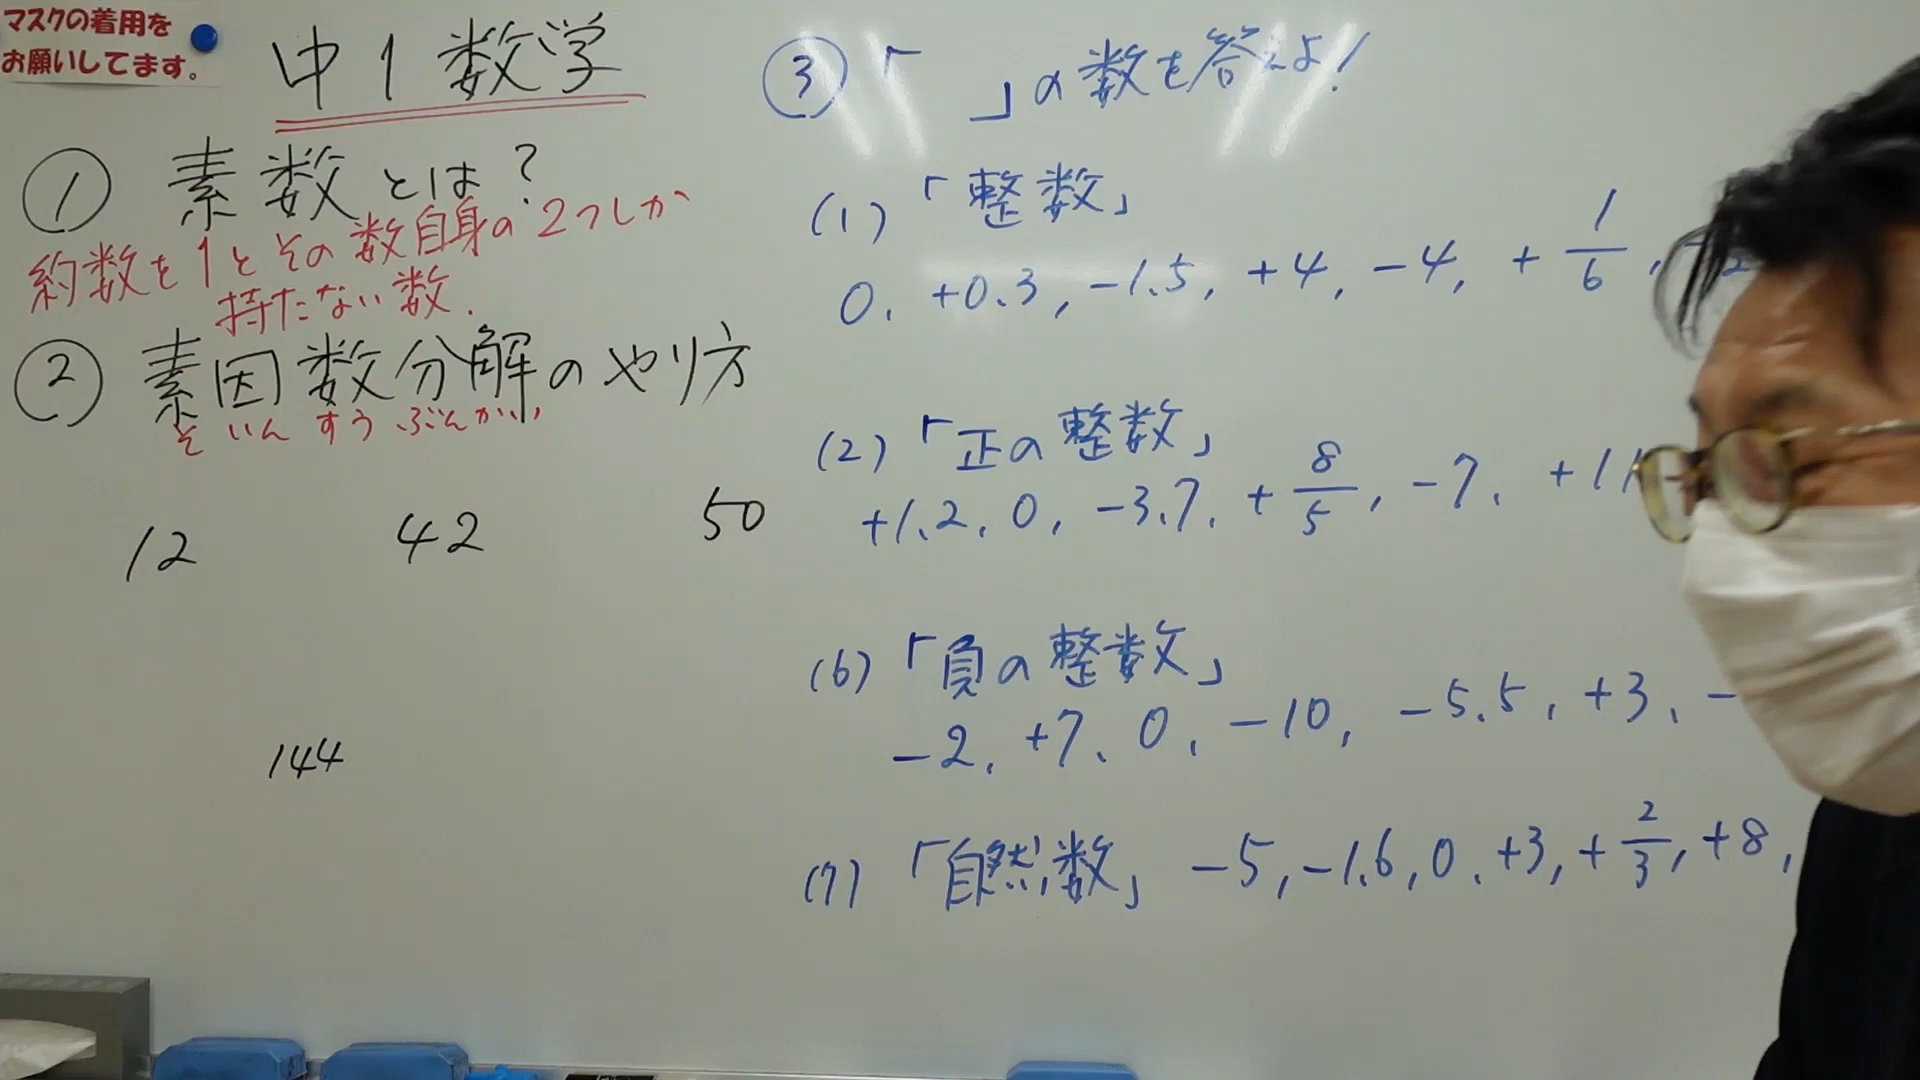 マスクの着用を
お願いしてます。
中1数学
① 素数とは?
約数を1とその数自身の2つしか
持たない数.
② 素因数分解のやり方
そ いん すう ぶんかい
12 42 50
144
③「 」の数を答えよ!
(1)「整数」
0, +0.3, -1.5, +4, -4, + 1/6,
(2)「正の整数」
+1.2, 0, -3.7, + 8/5, -7, +11
(6)「負の整数」
-2, +7, 0, -10, -5.5, +3, -
(7)「自然数」 -5, -1.6, 0, +3, + 2/3, +8,